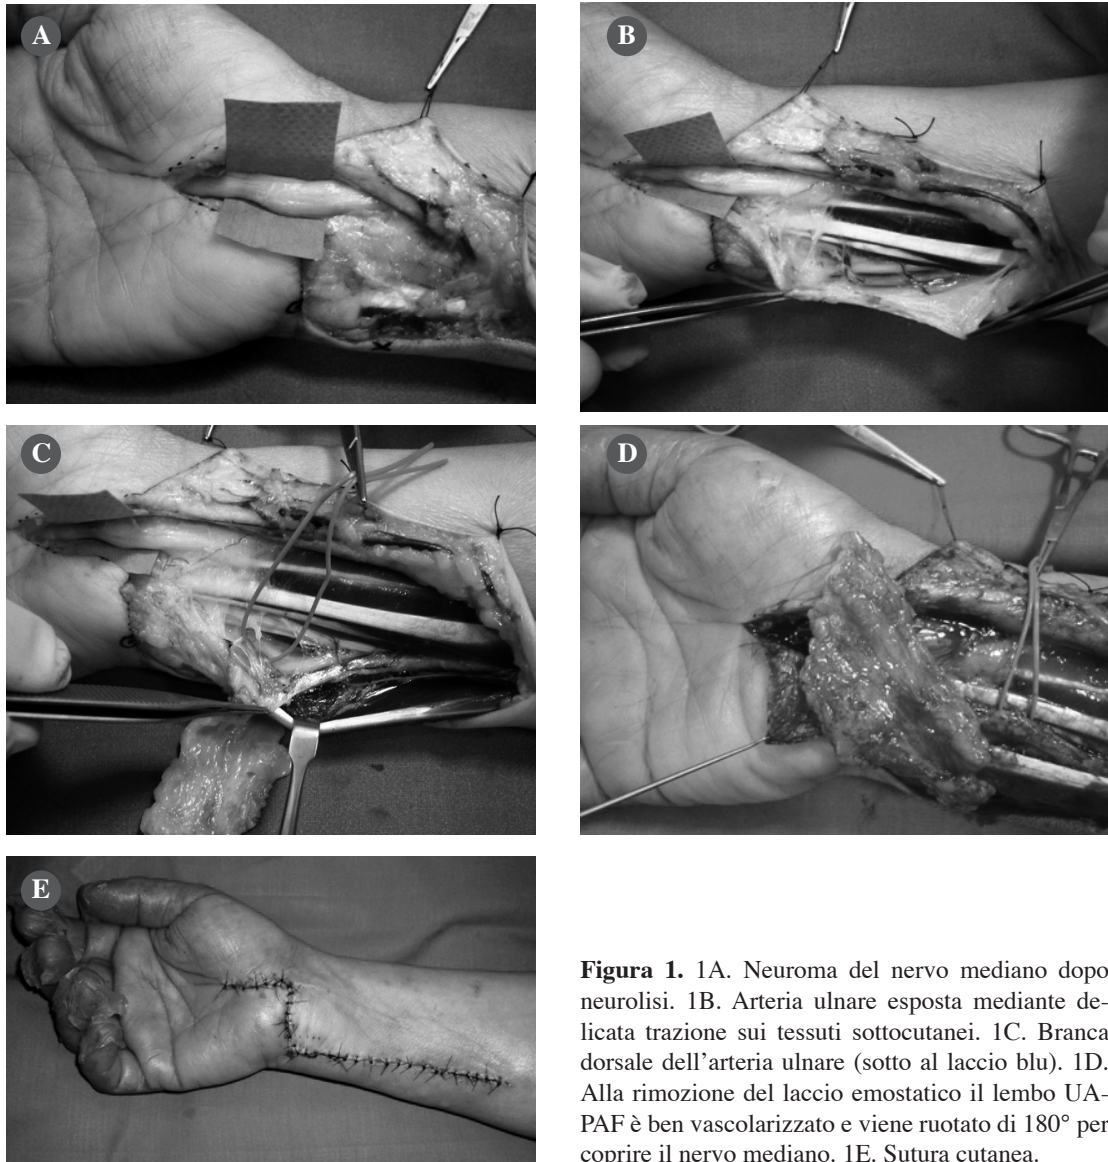 A
B
C
D
E
Figura 1. 1A. Neuroma del nervo mediano dopo
neurolisi. 1B. Arteria ulnare esposta mediante de-
licata trazione sui tessuti sottocutanei. 1C. Branca
dorsale dell’arteria ulnare (sotto al laccio blu). 1D.
Alla rimozione del laccio emostatico il lembo UA-
PAF è ben vascolarizzato e viene ruotato di 180° per
coprire il nervo mediano. 1E. Sutura cutanea.